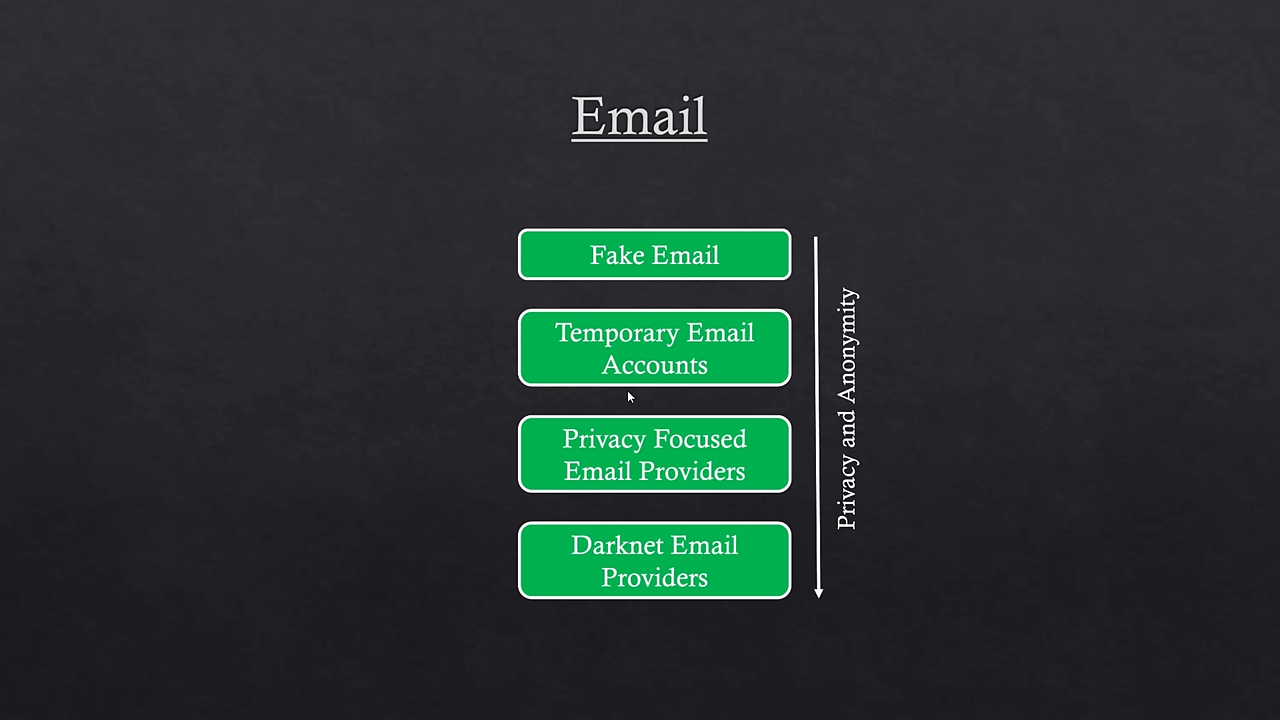 Email
Fake Email
Temporary Email
Accounts
Privacy Focused
Email Providers
Darknet Email
Providers
Privacy and Anonymity